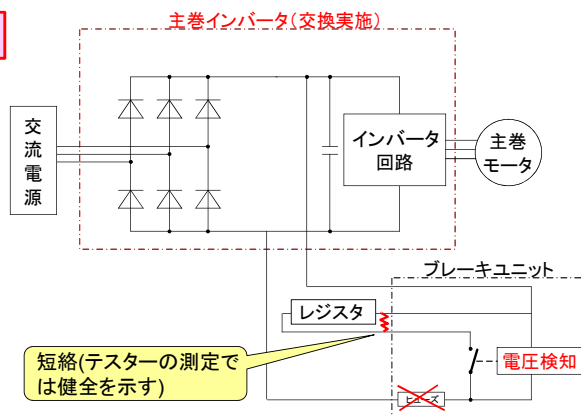 主巻インバータ(交換実施)
交
流
電
源
インバータ
回路
主巻
モータ
ブレーキユニット
レジスタ
電圧検知
短絡(テスターの測定で
は健全を示す)
ヒューズ